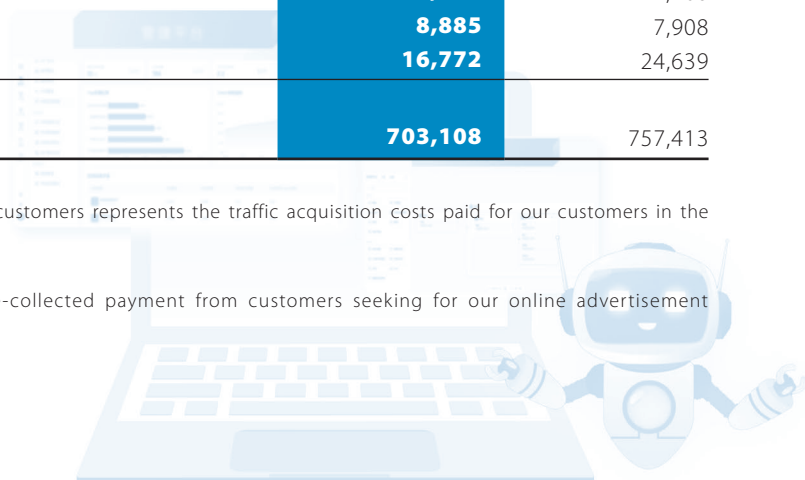 8,885 7,908
16,772 24,639
703,108 757,413
customers represents the traffic acquisition costs paid for our customers in the
-collected payment from customers seeking for our online advertisement